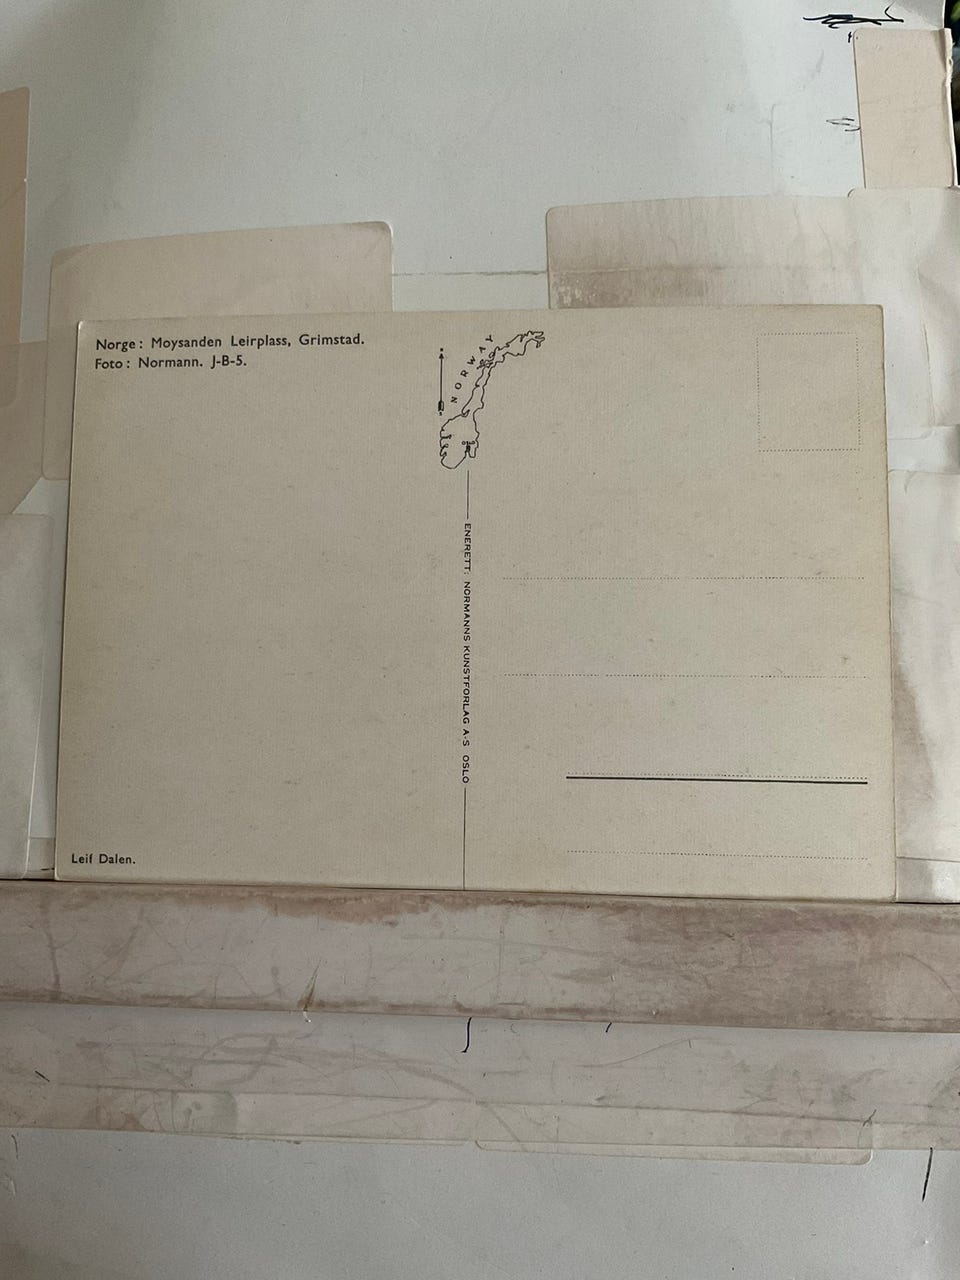 Norge: Moysanden Leirplass, Grimstad.
Foto: Normann. J-B-5.
NORWAY
ENERETT: NORMANNS KUNSTFORLAG A-S OSLO
Leif Dalen.